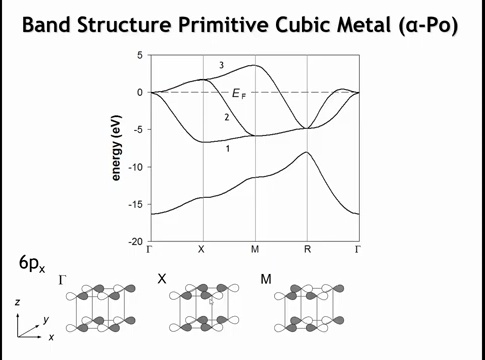 Band Structure Primitive Cubic Metal (α-Po)
energy (eV)
5
0
-5
-10
-15
-20
3
E_F
2
1
Γ X M R Γ
6p_x
Γ X M
z
y
x